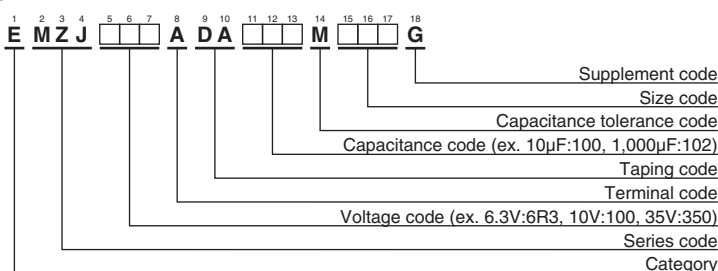 1 2 3 4 5 6 7 8 9 10 11 12 13 14 15 16 17 18
E M Z J □□□ A D A □□□ M □□□ G
Supplement code
Size code
Capacitance tolerance code
Capacitance code (ex. 10μF:100, 1,000μF:102)
Taping code
Terminal code
Voltage code (ex. 6.3V:6R3, 10V:100, 35V:350)
Series code
Category